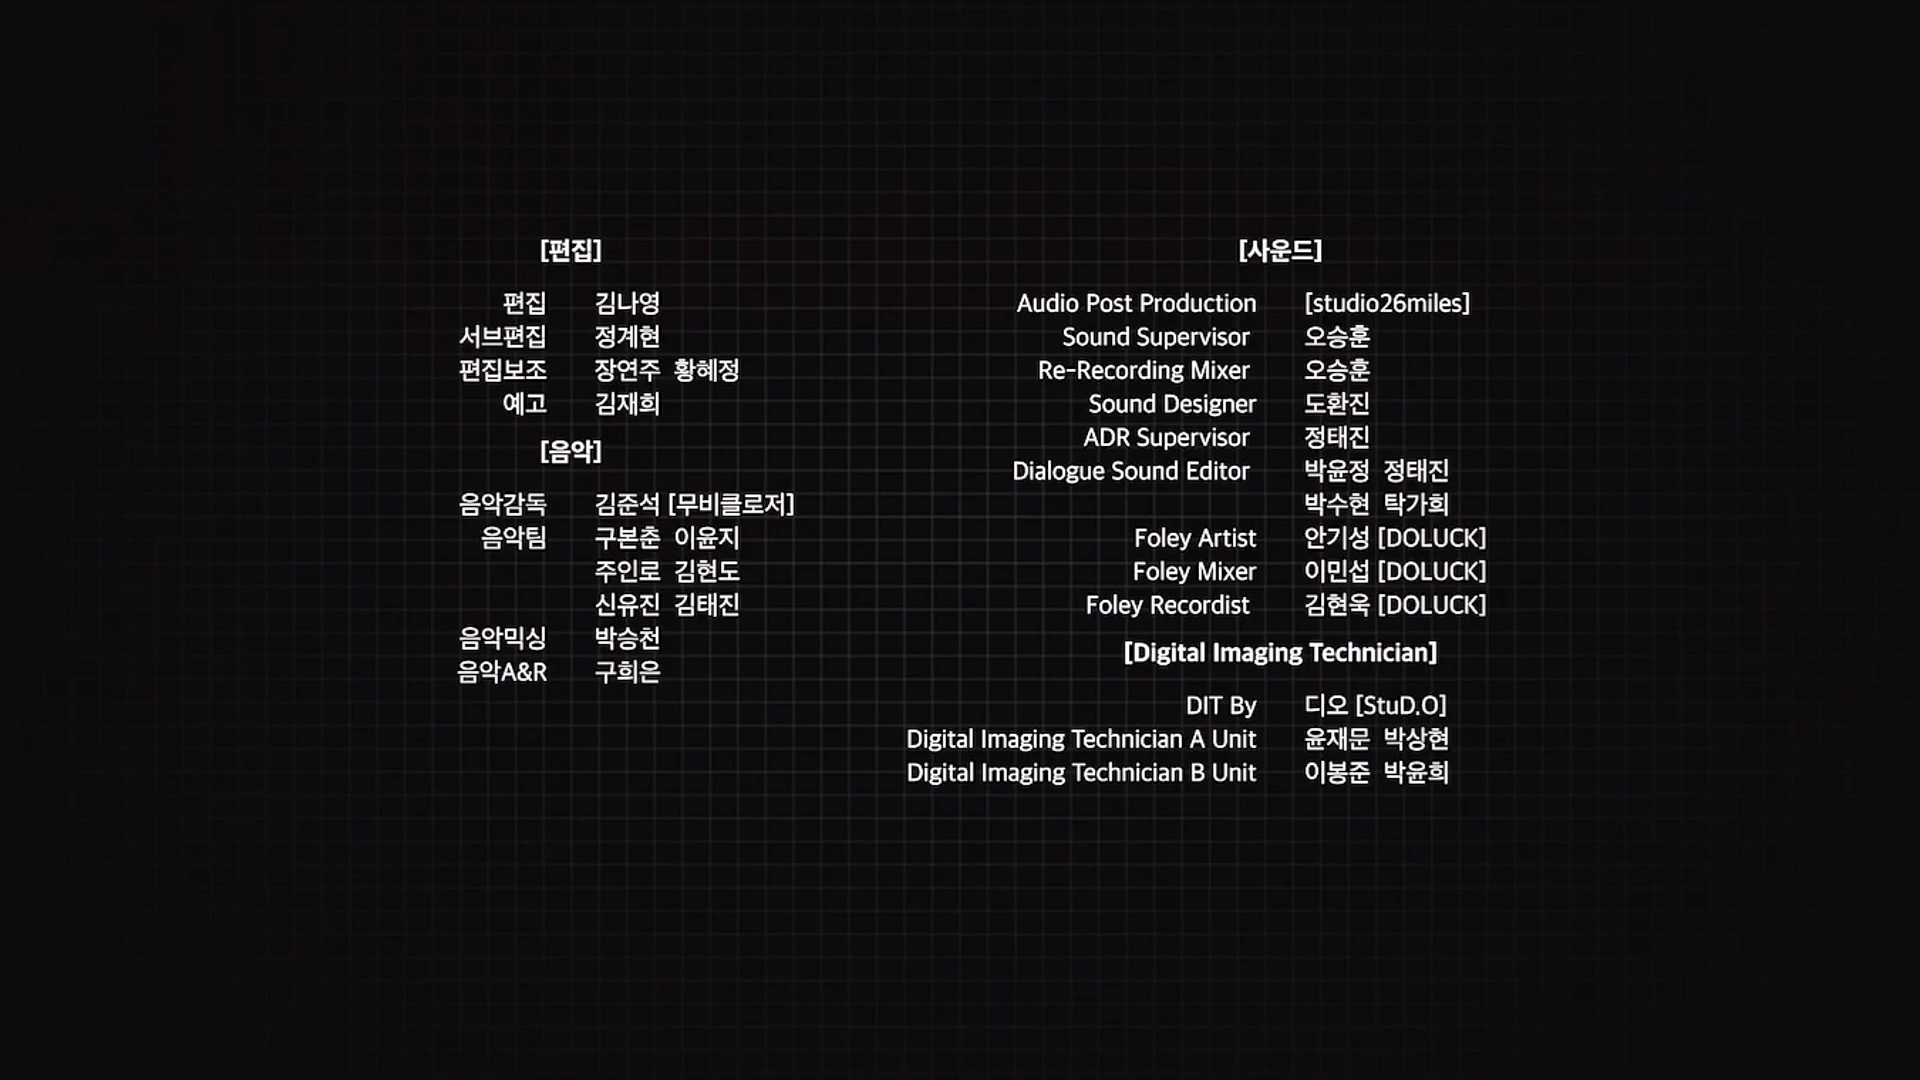 [편집]
편집 김나영
서브편집 정계현
편집보조 장연주 황혜정
예고 김재희
[음악]
음악감독 김준석 [무비클로저]
음악팀 구본춘 이윤지
주인로 김현도
신유진 김태진
음악믹싱 박승천
음악A&R 구희은
[사운드]
Audio Post Production [studio26miles]
Sound Supervisor 오승훈
Re-Recording Mixer 오승훈
Sound Designer 도환진
ADR Supervisor 정태진
Dialogue Sound Editor 박윤정 정태진
박수현 탁가희
Foley Artist 안기성 [DOLUCK]
Foley Mixer 이민섭 [DOLUCK]
Foley Recordist 김현욱 [DOLUCK]
[Digital Imaging Technician]
DIT By 디오 [StuD.O]
Digital Imaging Technician A Unit 윤재문 박상현
Digital Imaging Technician B Unit 이봉준 박윤희